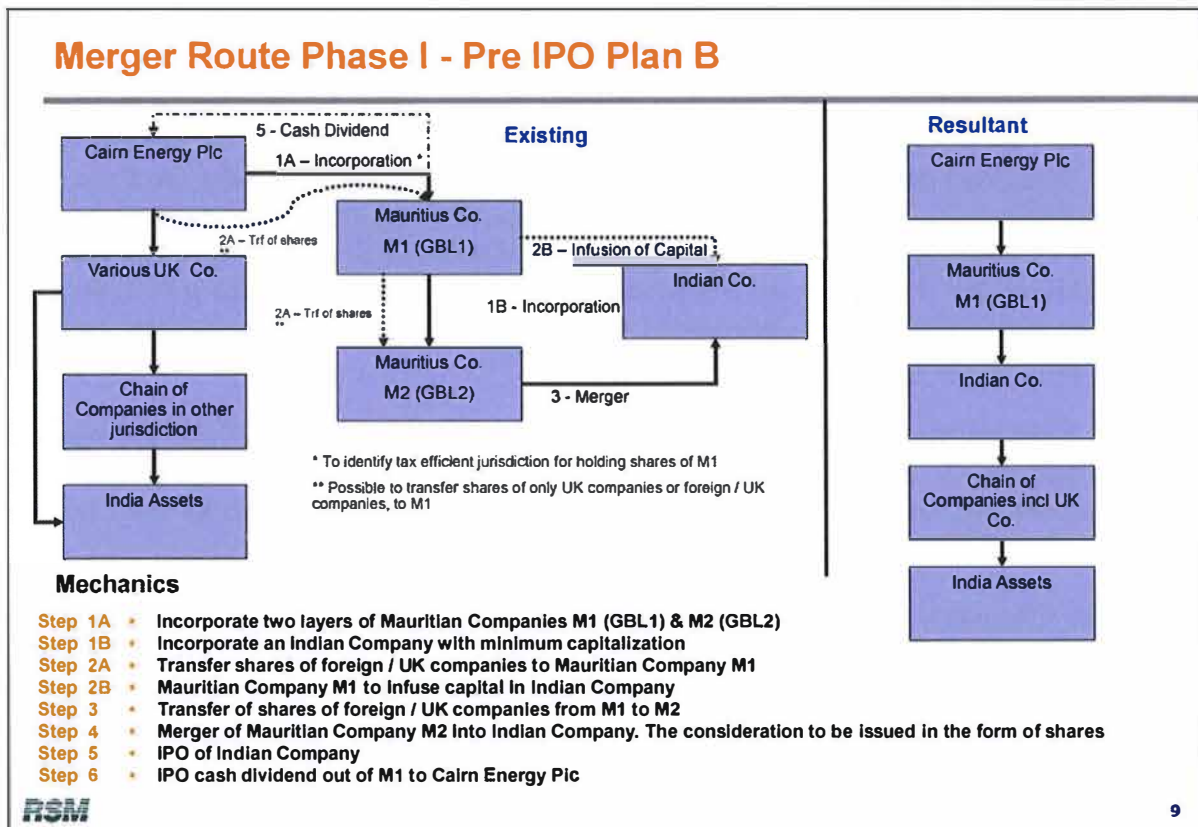 Merger Route Phase I - Pre IPO Plan B
5 - Cash Dividend
Existing
Cairn Energy Plc
1A – Incorporation *
Mauritius Co.
M1 (GBL1)
2A – Trf of shares
**
2B – Infusion of Capital
Various UK Co.
Indian Co.
2A – Trf of shares
**
1B - Incorporation
Mauritius Co.
M2 (GBL2)
3 - Merger
Chain of
Companies in other
jurisdiction
India Assets
* To identify tax efficient jurisdiction for holding shares of M1
** Possible to transfer shares of only UK companies or foreign / UK
companies, to M1
Resultant
Cairn Energy Plc
Mauritius Co.
M1 (GBL1)
Indian Co.
Chain of
Companies incl UK
Co.
India Assets
Mechanics
Step 1A • Incorporate two layers of Mauritian Companies M1 (GBL1) & M2 (GBL2)
Step 1B • Incorporate an Indian Company with minimum capitalization
Step 2A • Transfer shares of foreign / UK companies to Mauritian Company M1
Step 2B • Mauritian Company M1 to Infuse capital In Indian Company
Step 3 • Transfer of shares of foreign / UK companies from M1 to M2
Step 4 • Merger of Mauritian Company M2 Into Indian Company. The consideration to be issued in the form of shares
Step 5 • IPO of Indian Company
Step 6 • IPO cash dividend out of M1 to Cairn Energy Plc
RSM
9